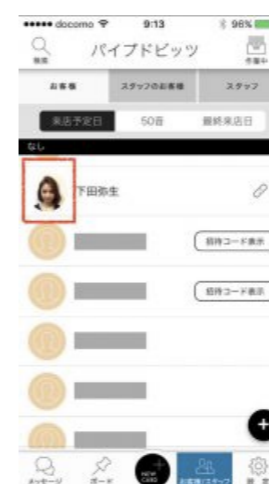 docomo 9:13 96%
検索 パイプドビッツ 作業中
お客様 スタッフのお客様 スタッフ
来店予定日 50音 最終来店日
なし
下田弥生
招待コード表示
招待コード表示
メッセージ ボード NEW CARD お客様/スタッフ 設定